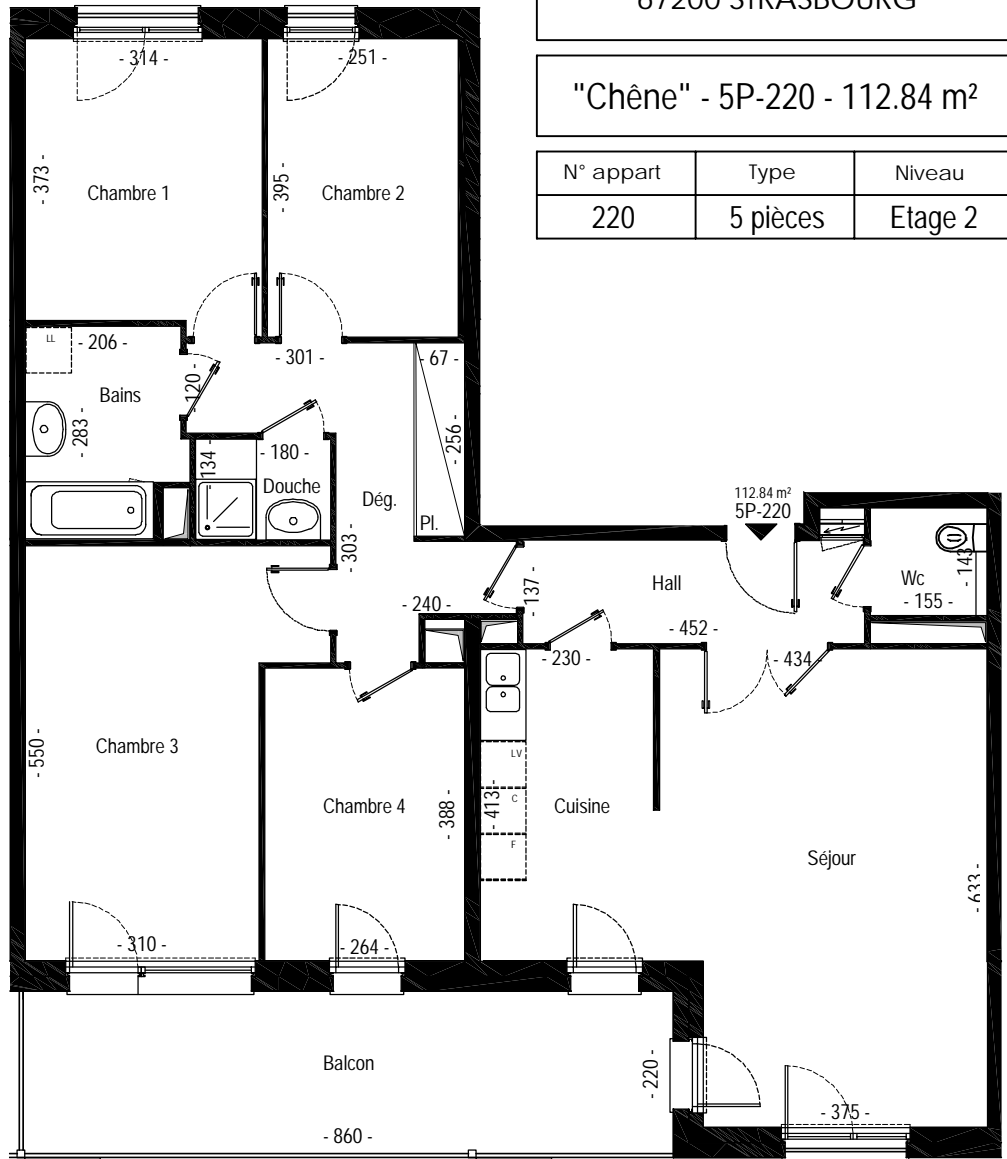 67200 STRASBOURG
"Chêne" - 5P-220 - 112.84 m²
N° appart Type Niveau
220 5 pièces Etage 2
- 314 -
- 251 -
- 373 -
Chambre 1
- 395 -
Chambre 2
LL
- 206 -
- 301 -
- 67 -
- 120 -
Bains
- 283 -
- 256 -
- 134 -
- 180 -
Douche
Dég.
Pl.
112.84 m²
5P-220
- 303 -
- 137 -
Hall
- 143 -
Wc
- 155 -
- 240 -
- 452 -
- 230 -
- 434 -
Chambre 3
- 550 -
LV
C
F
- 413 -
Chambre 4
- 388 -
Cuisine
Séjour
- 633 -
- 310 -
- 264 -
Balcon
- 220 -
- 375 -
- 860 -